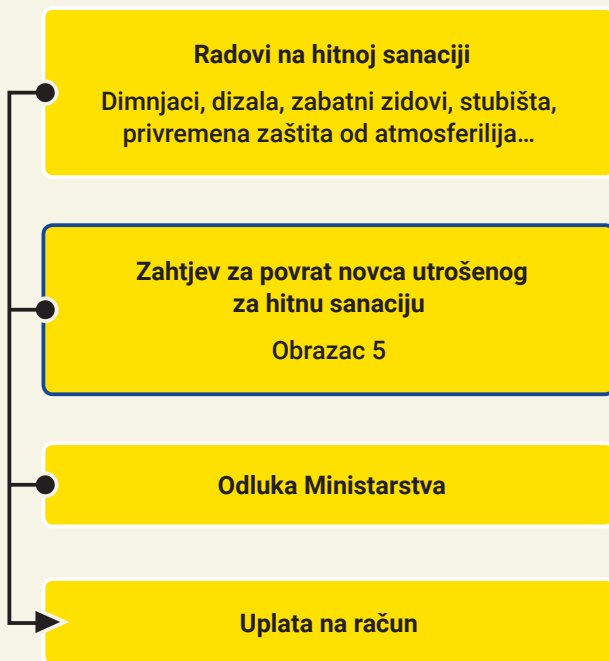 Radovi na hitnoj sanaciji
Dimnjaci, dizala, zabatni zidovi, stubišta,
privremena zaštita od atmosferilija…
Zahtjev za povrat novca utrošenog
za hitnu sanaciju
Obrazac 5
Odluka Ministarstva
Uplata na račun